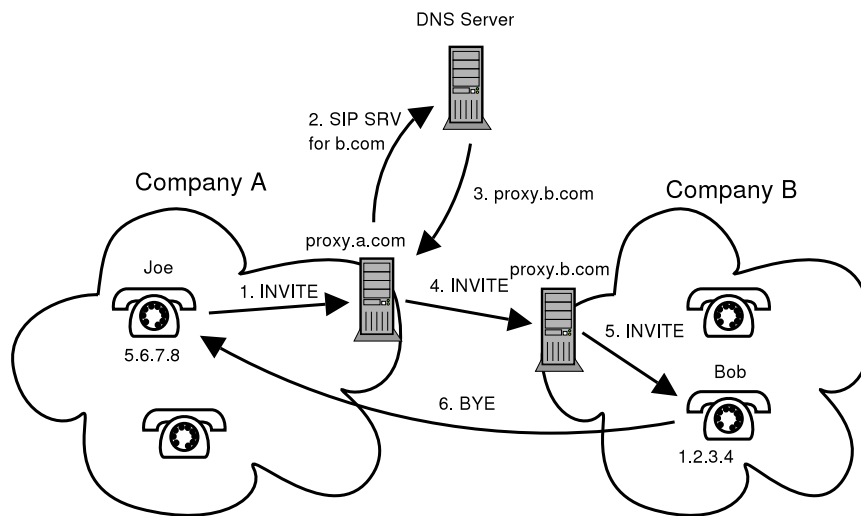 DNS Server
2. SIP SRV
for b.com
Company A
3. proxy.b.com
Company B
proxy.a.com
Joe
1. INVITE
4. INVITE
proxy.b.com
5. INVITE
5.6.7.8
Bob
6. BYE
1.2.3.4